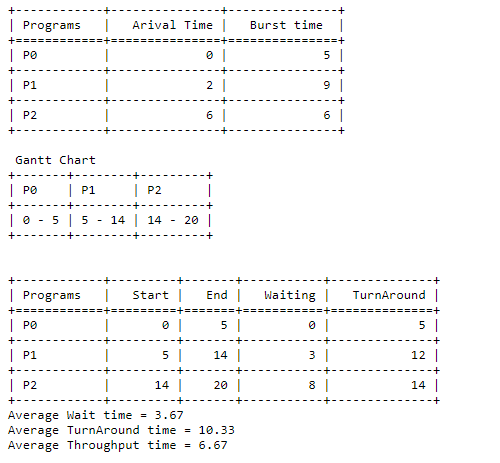 Programs Arival Time Burst time
P0 0 5
P1 2 9
P2 6 6
Gantt Chart
P0 P1 P2
0 - 5 5 - 14 14 - 20
Programs Start End Waiting TurnAround
P0 0 5 0 5
P1 5 14 3 12
P2 14 20 8 14
Average Wait time = 3.67
Average TurnAround time = 10.33
Average Throughput time = 6.67